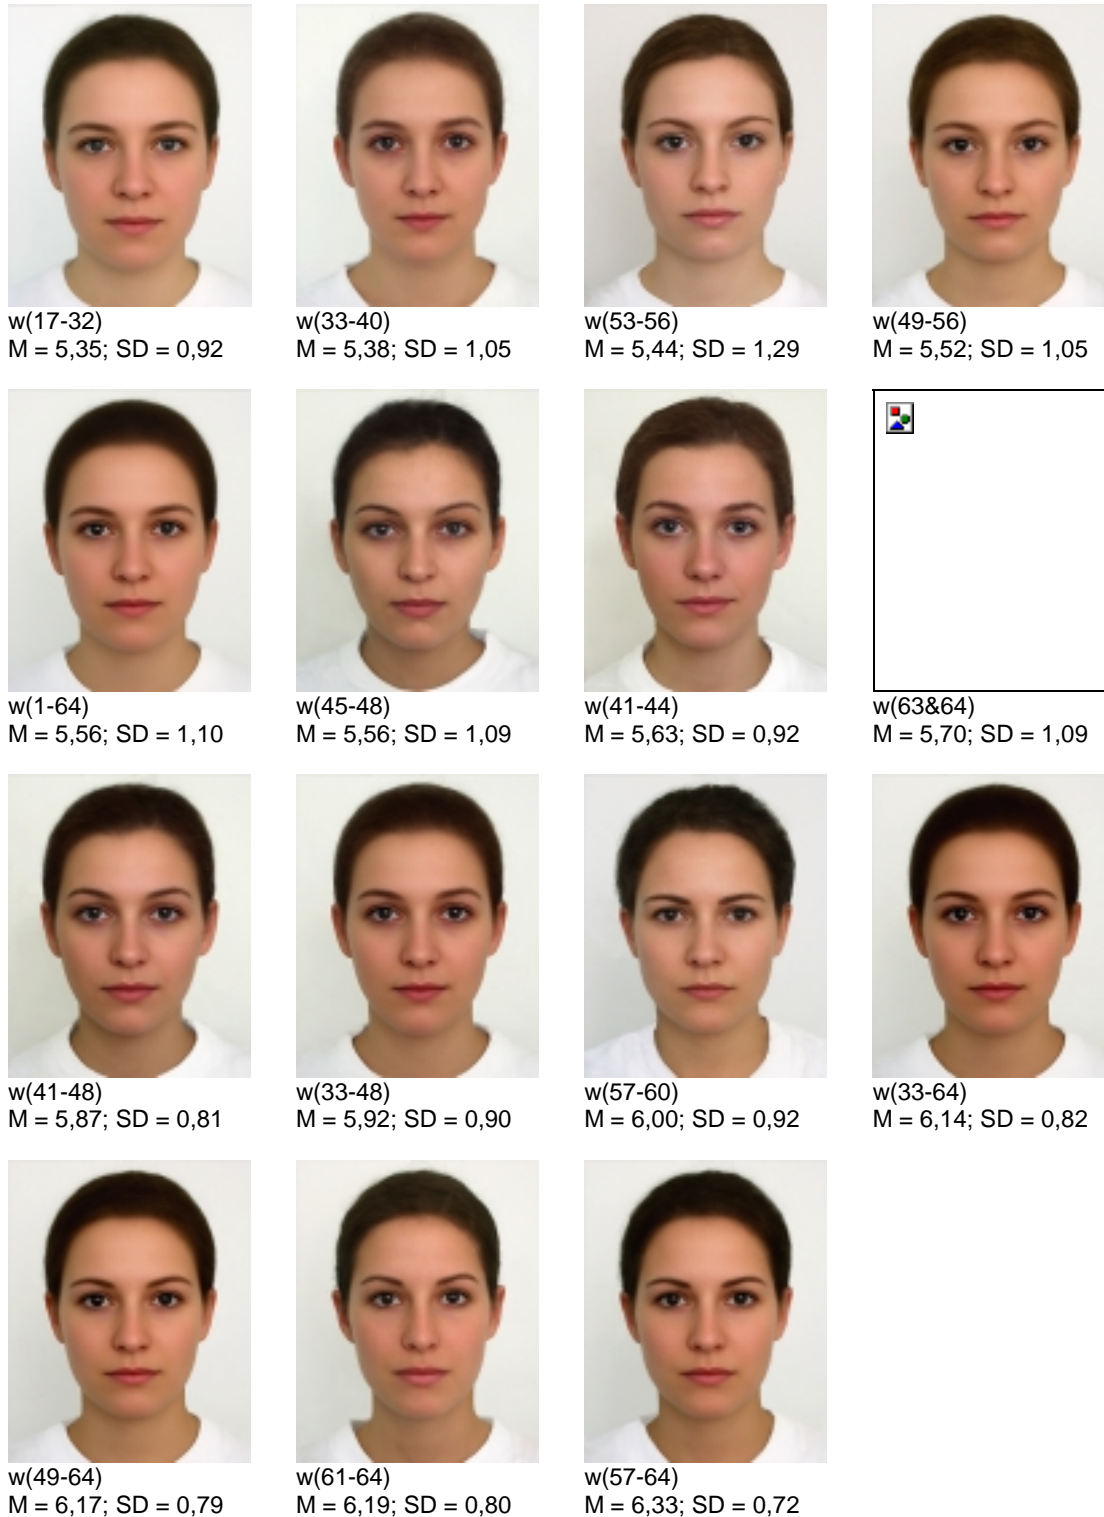 w(17-32)
M = 5,35; SD = 0,92
w(33-40)
M = 5,38; SD = 1,05
w(53-56)
M = 5,44; SD = 1,29
w(49-56)
M = 5,52; SD = 1,05
w(1-64)
M = 5,56; SD = 1,10
w(45-48)
M = 5,56; SD = 1,09
w(41-44)
M = 5,63; SD = 0,92
w(63&64)
M = 5,70; SD = 1,09
w(41-48)
M = 5,87; SD = 0,81
w(33-48)
M = 5,92; SD = 0,90
w(57-60)
M = 6,00; SD = 0,92
w(33-64)
M = 6,14; SD = 0,82
w(49-64)
M = 6,17; SD = 0,79
w(61-64)
M = 6,19; SD = 0,80
w(57-64)
M = 6,33; SD = 0,72